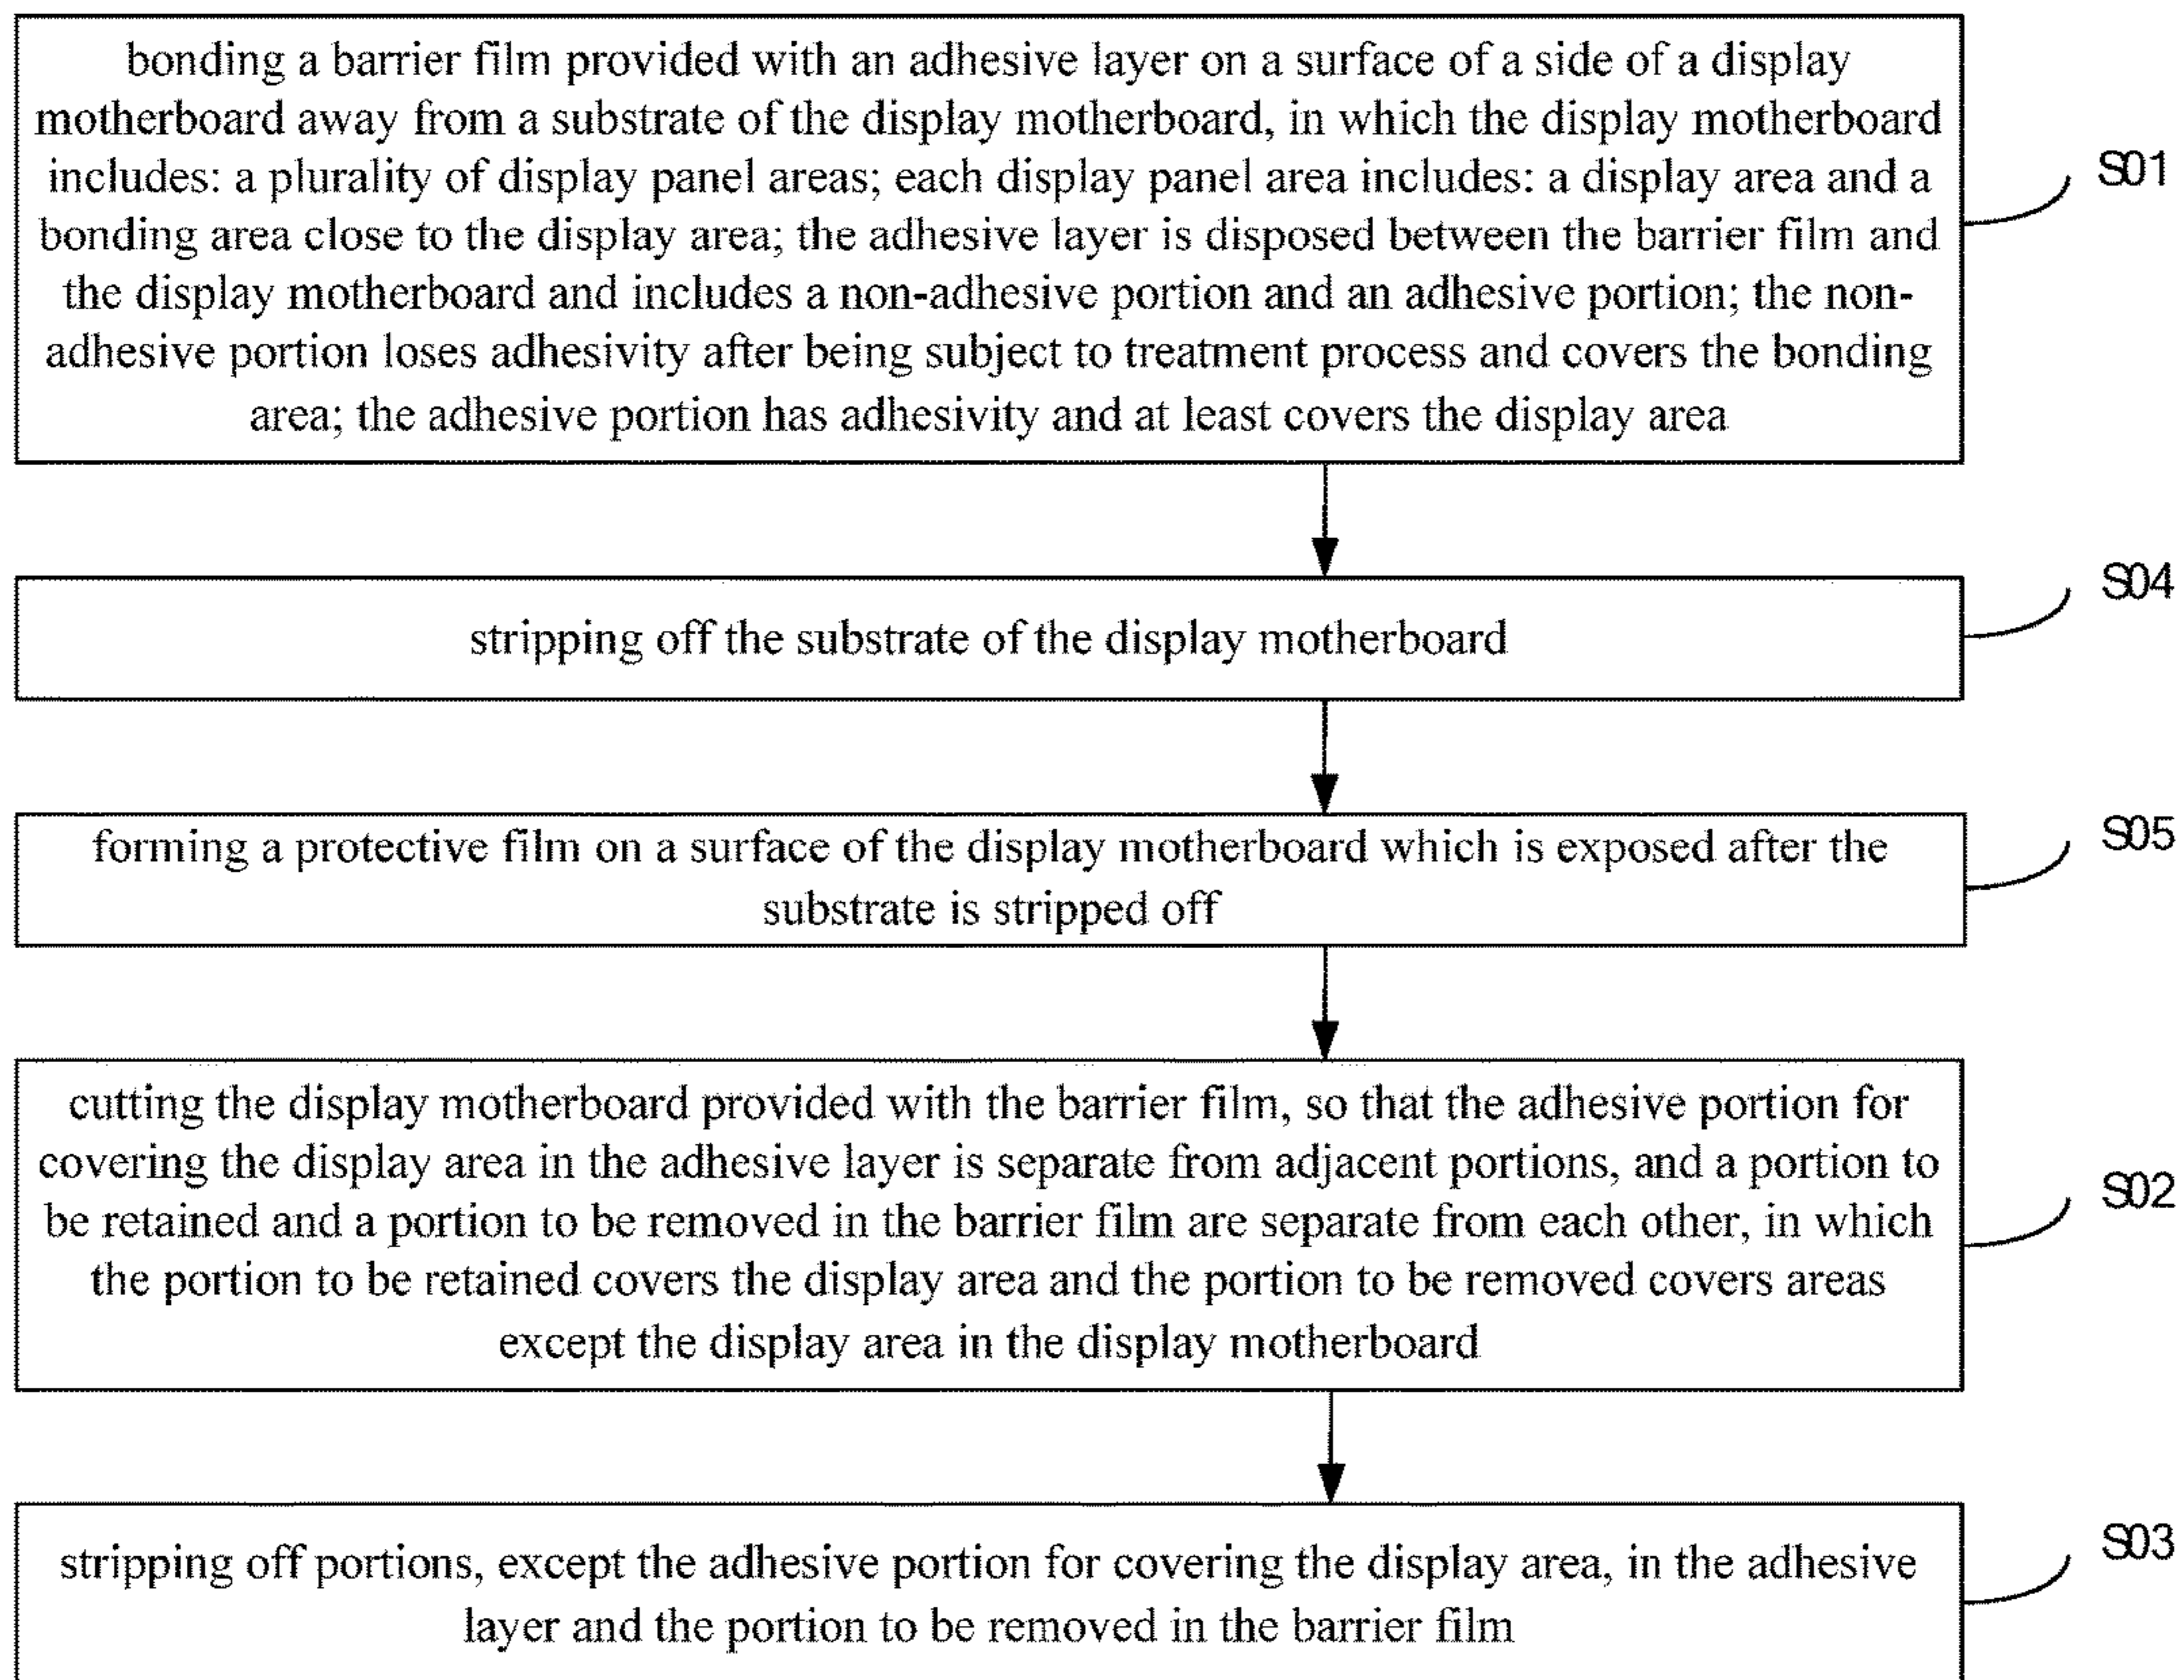 bonding a barrier film provided with an adhesive layer on a surface of a side of a display
motherboard away from a substrate of the display motherboard, in which the display motherboard
includes: a plurality of display panel areas; each display panel area includes: a display area and a
bonding area close to the display area; the adhesive layer is disposed between the barrier film and
the display motherboard and includes a non-adhesive portion and an adhesive portion; the non-
adhesive portion loses adhesivity after being subject to treatment process and covers the bonding
area; the adhesive portion has adhesivity and at least covers the display area
S01
stripping off the substrate of the display motherboard
S04
forming a protective film on a surface of the display motherboard which is exposed after the
substrate is stripped off
S05
cutting the display motherboard provided with the barrier film, so that the adhesive portion for
covering the display area in the adhesive layer is separate from adjacent portions, and a portion to
be retained and a portion to be removed in the barrier film are separate from each other, in which
the portion to be retained covers the display area and the portion to be removed covers areas
except the display area in the display motherboard
S02
stripping off portions, except the adhesive portion for covering the display area, in the adhesive
layer and the portion to be removed in the barrier film
S03